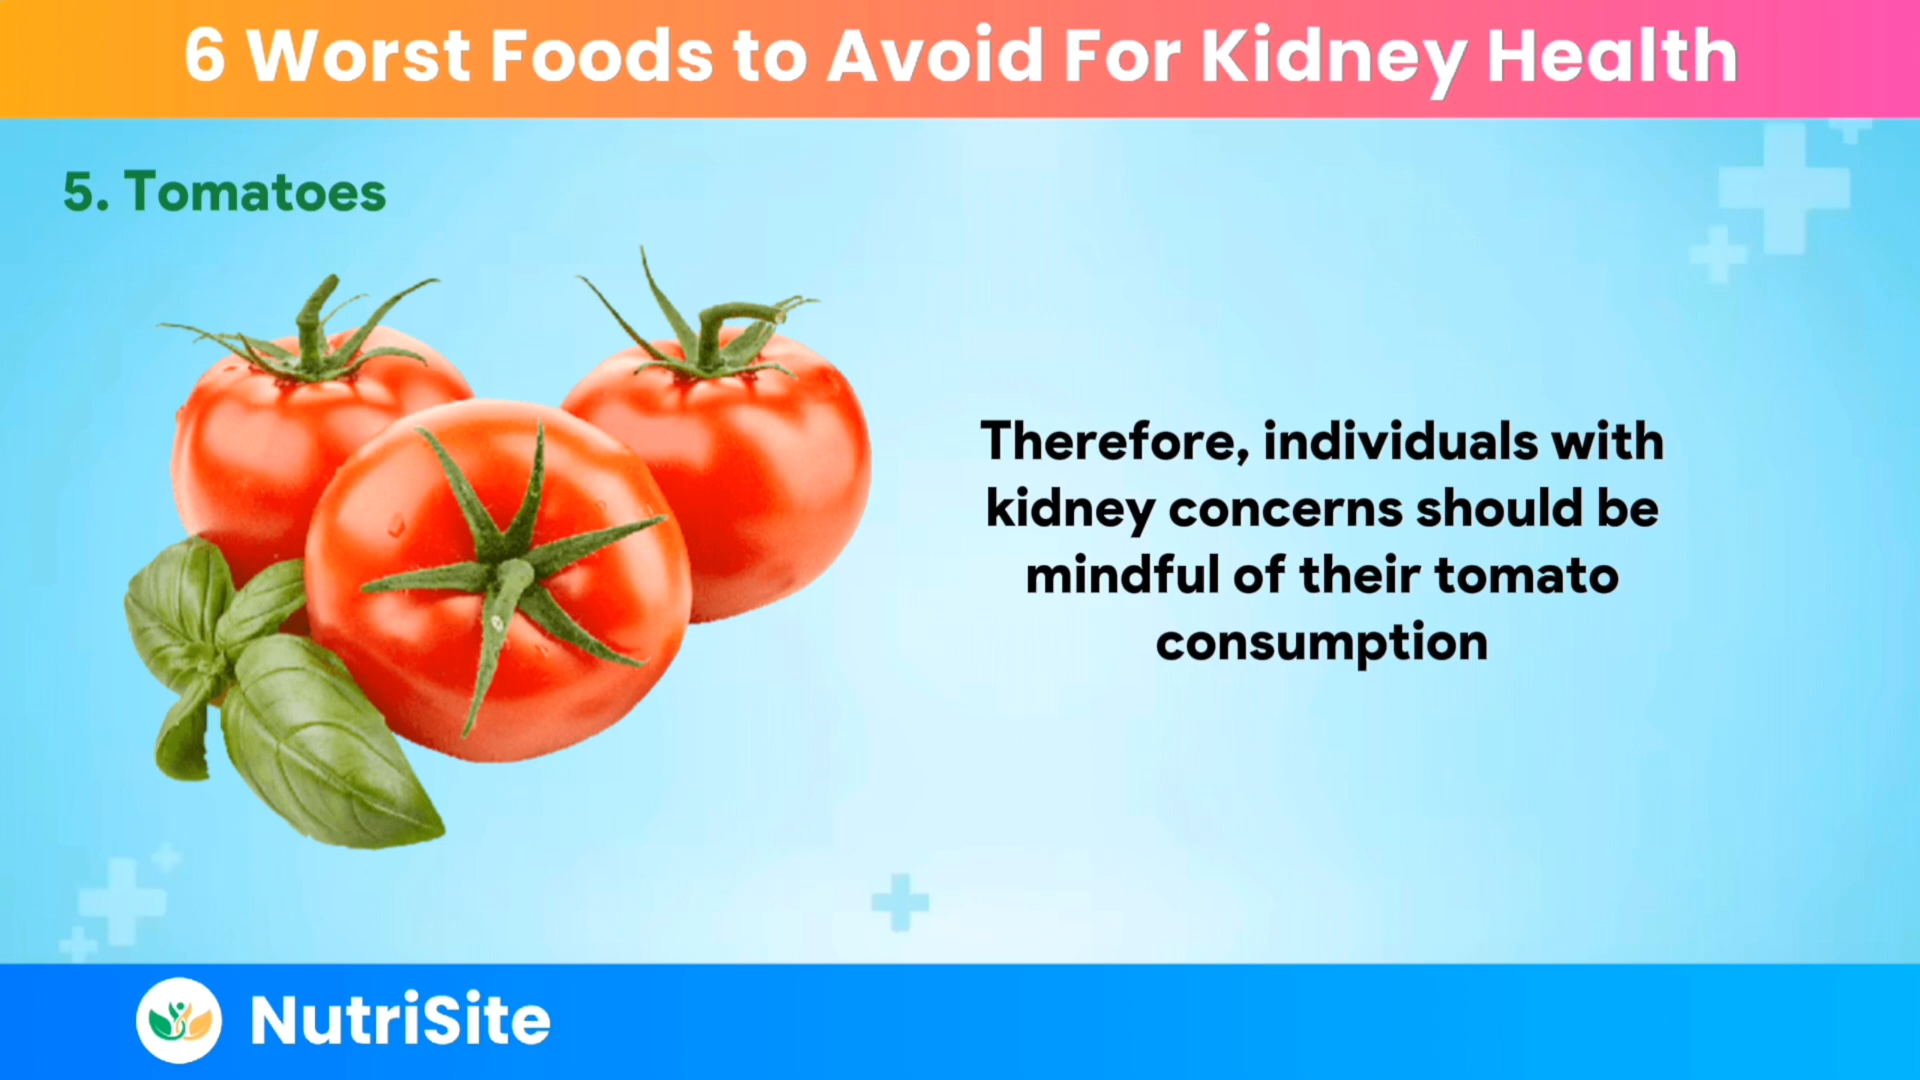 6 Worst Foods to Avoid For Kidney Health
5. Tomatoes
Therefore, individuals with
kidney concerns should be
mindful of their tomato
consumption
NutriSite